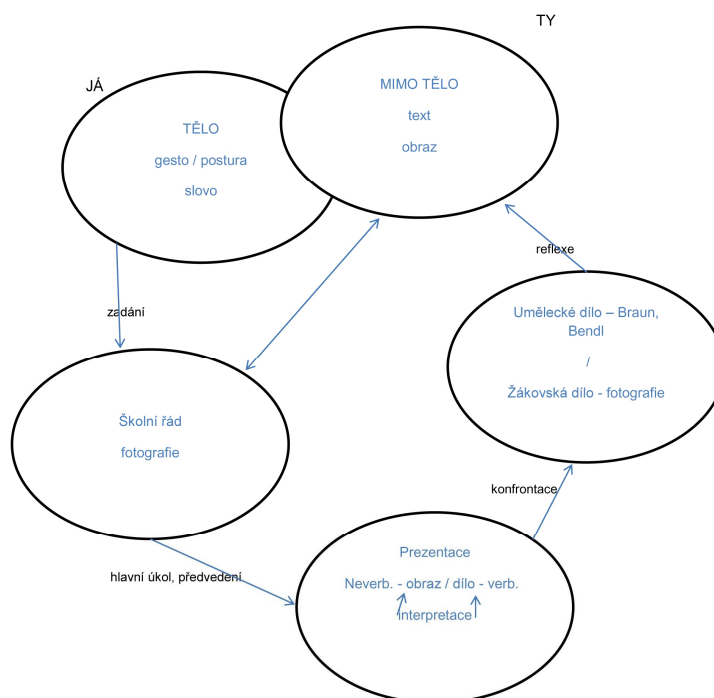 TY
JÁ
MIMO TĚLO
text
obraz
TĚLO
gesto / postura
slovo
reflexe
zadání
Umělecké dílo – Braun,
Bendl
/
Žákovská dílo - fotografie
Školní řád
fotografie
konfrontace
Prezentace
hlavní úkol, předvedení
Neverb. - obraz / dílo - verb.
interpretace